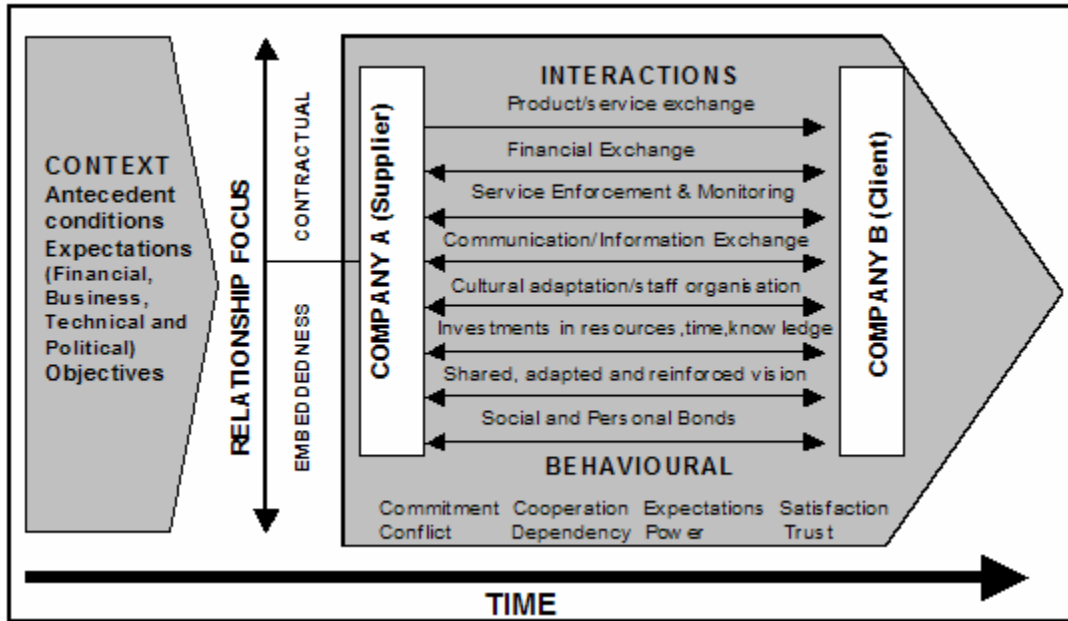 CONTEXT
Antecedent
conditions
Expectations
(Financial,
Business,
Technical and
Political)
Objectives
RELATIONSHIP FOCUS
CONTRACTUAL
EMBEDDEDNESS
COMPANY A (Supplier)
INTERACTIONS
Product/service exchange
Financial Exchange
Service Enforcement & Monitoring
Communication/Information Exchange
Cultural adaptation/staff organisation
Investments in resources,time,knowledge
Shared, adapted and reinforced vision
Social and Personal Bonds
BEHAVIOURAL
Commitment Cooperation Expectations Satisfaction
Conflict Dependency Power Trust
COMPANY B (Client)
TIME